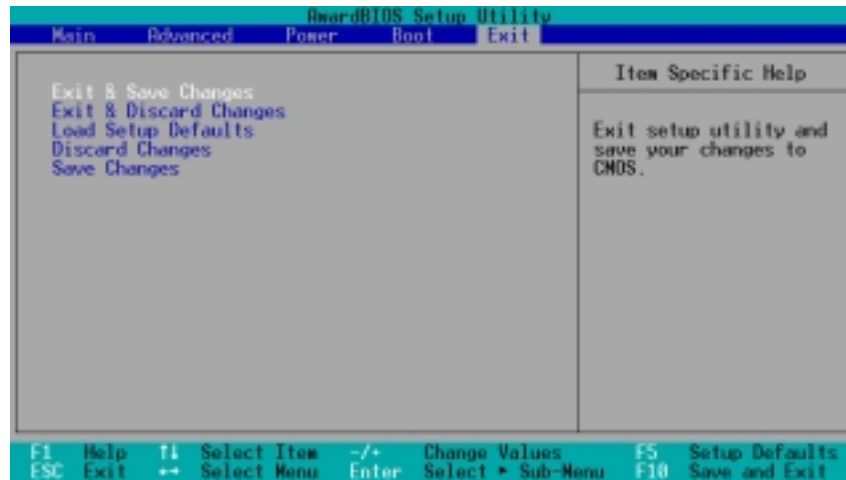 AwardBIOS Setup Utility
Main Advanced Power Boot Exit
Item Specific Help
Exit & Save Changes
Exit & Discard Changes
Load Setup Defaults
Discard Changes
Save Changes
Exit setup utility and
save your changes to
CMOS.
F1 Help ↑↓ Select Item -/+ Change Values F5 Setup Defaults
ESC Exit ←→ Select Menu Enter Select ► Sub-Menu F10 Save and Exit